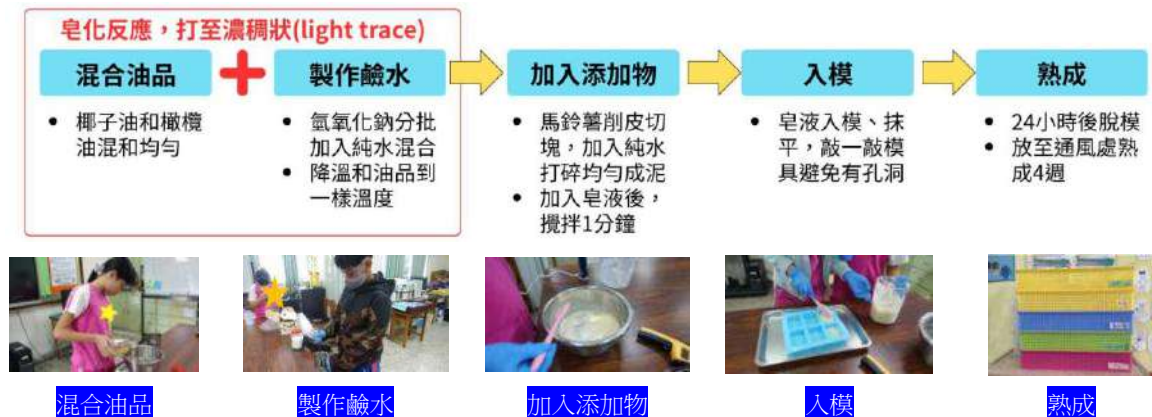 皂化反應，打至濃稠狀(light trace)
混合油品
製作鹼水
加入添加物
入模
熟成
• 椰子油和橄欖
油混和均勻
• 氫氧化鈉分批
加入純水混合
• 降溫和油品到
一樣溫度
• 馬鈴薯削皮切
塊，加入純水
打碎均勻成泥
• 加入皂液後，
攪拌1分鐘
• 皂液入模、抹
平，敲一敲模
具避免有孔洞
• 24小時後脫模
• 放至通風處熟
成4週
混合油品
製作鹼水
加入添加物
入模
熟成